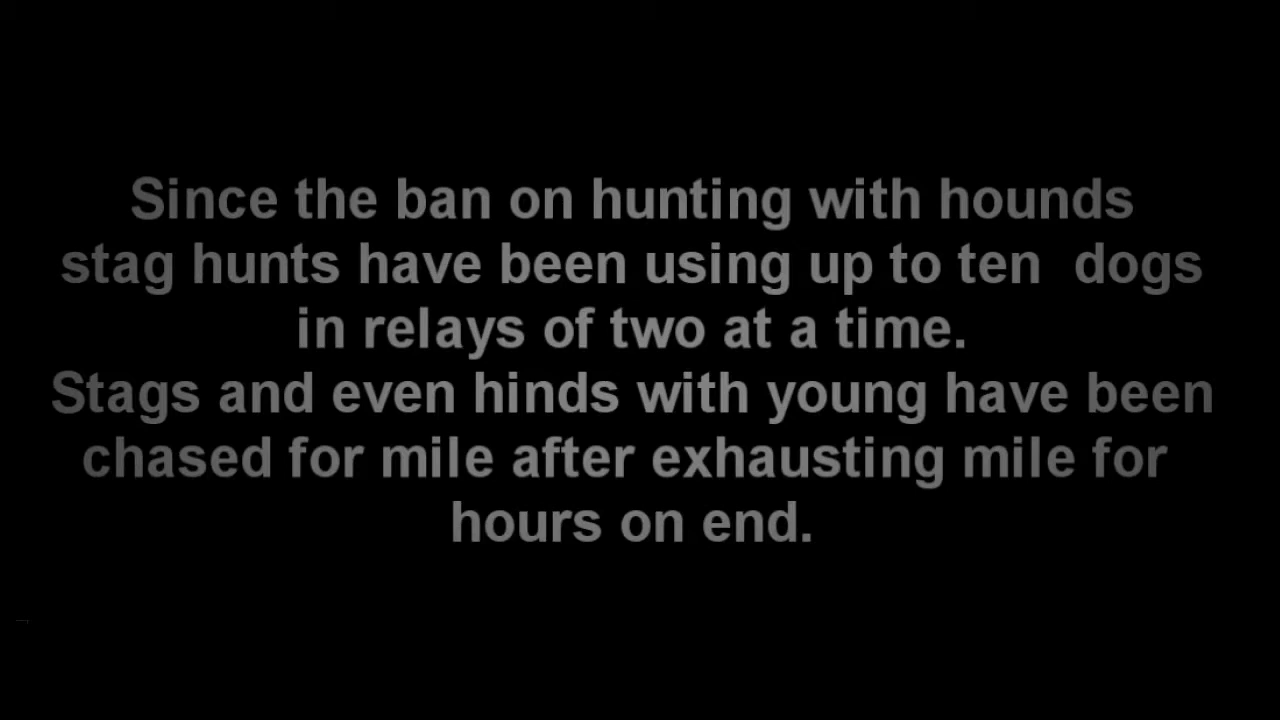 Since the ban on hunting with hounds
stag hunts have been using up to ten  dogs
in relays of two at a time.
Stags and even hinds with young have been
chased for mile after exhausting mile for
hours on end.